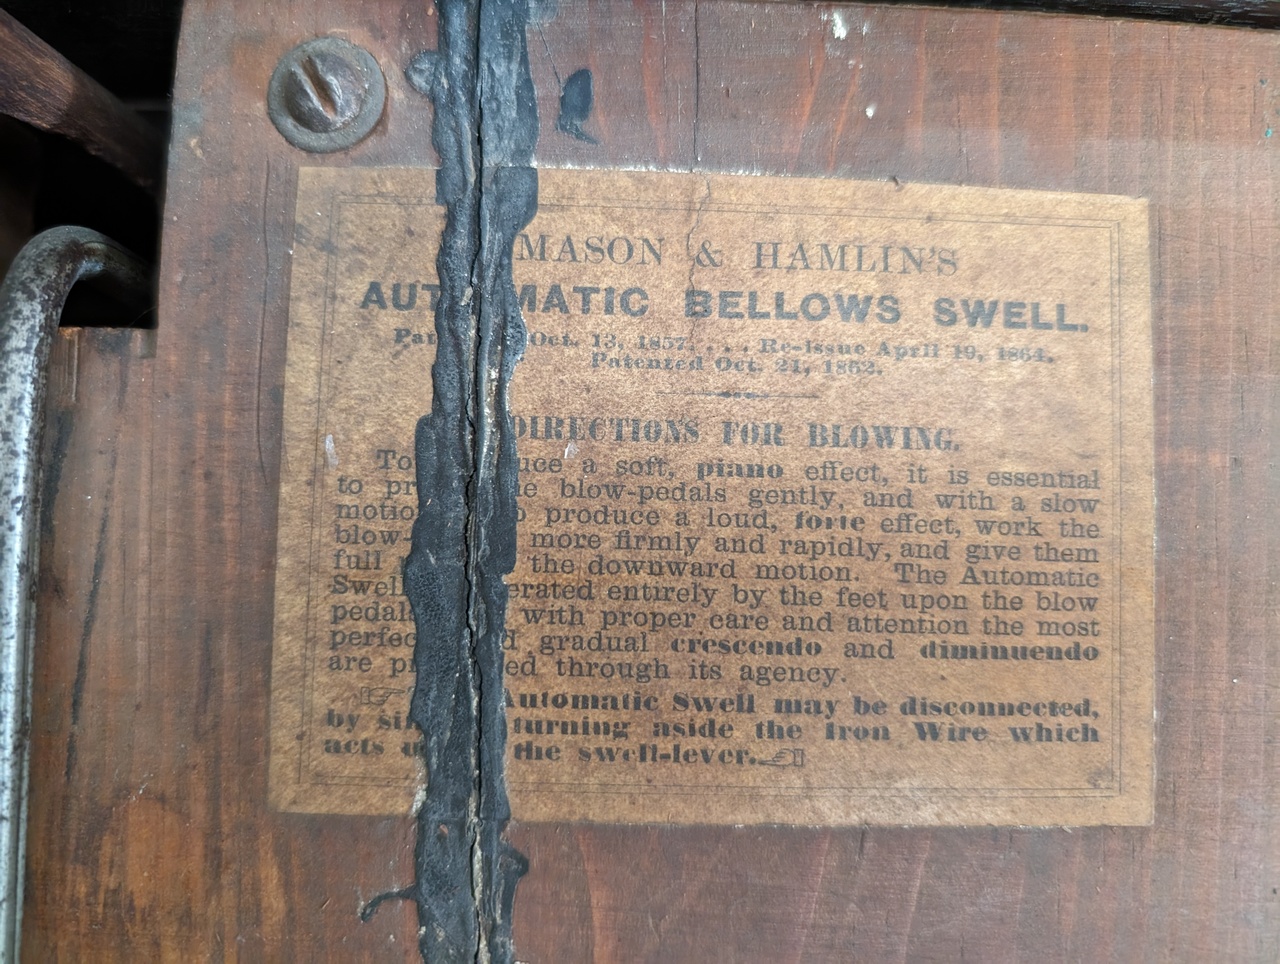 MASON & HAMLIN'S
AUT MATIC BELLOWS SWELL.
Pat Oct. 13, 1857. . . . Re-issue April 19, 1864.
Patented Oct. 21, 1862.
DIRECTIONS FOR BLOWING.
To uce a soft, piano effect, it is essential
to pr e blow-pedals gently, and with a slow
motio o produce a loud, forte effect, work the
blow- more firmly and rapidly, and give them
full the downward motion. The Automatic
Swell erated entirely by the feet upon the blow
pedals with proper care and attention the most
perfec d gradual crescendo and diminuendo
are p ed through its agency.
☞ Automatic Swell may be disconnected,
by si turning aside the Iron Wire which
acts u the swell-lever. ☜